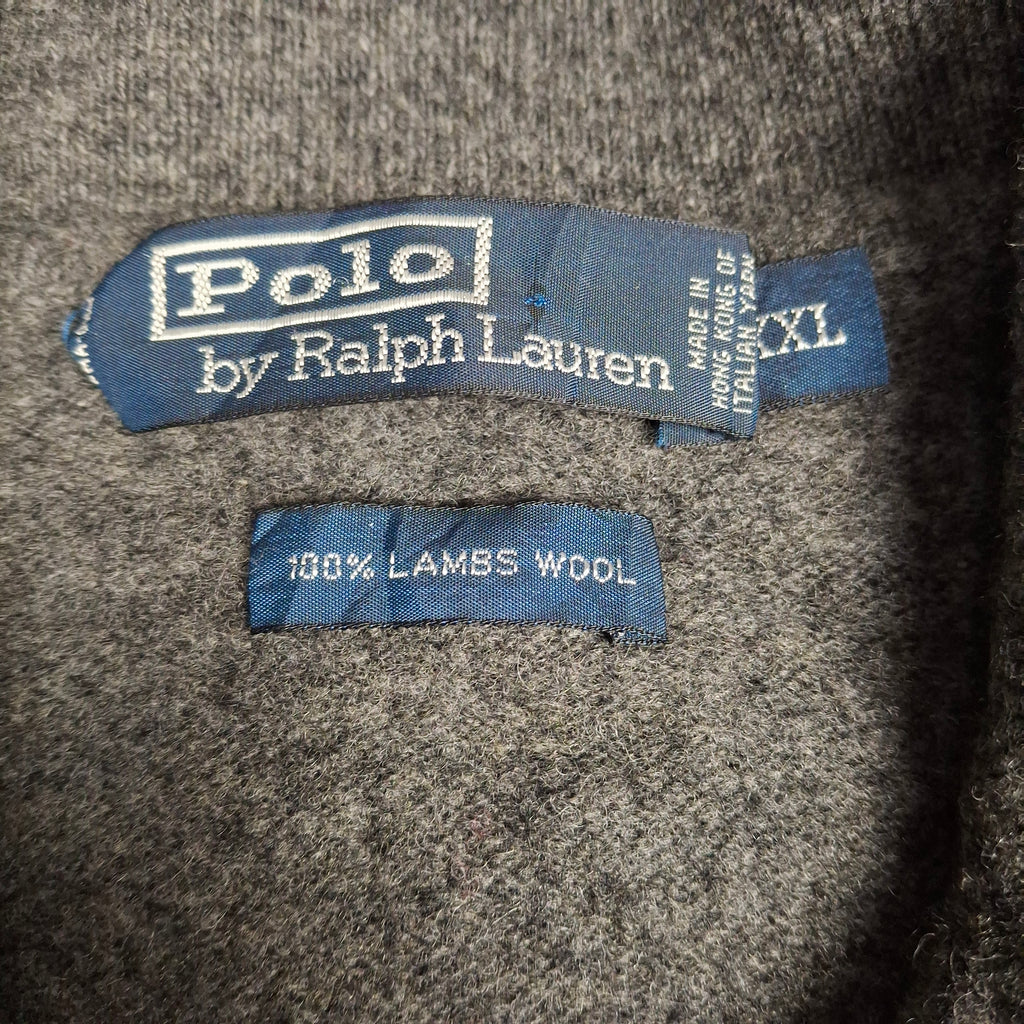 Polo
by Ralph Lauren
MADE IN
HONG KONG OF
ITALIAN YARN
XXL
100% LAMBS WOOL